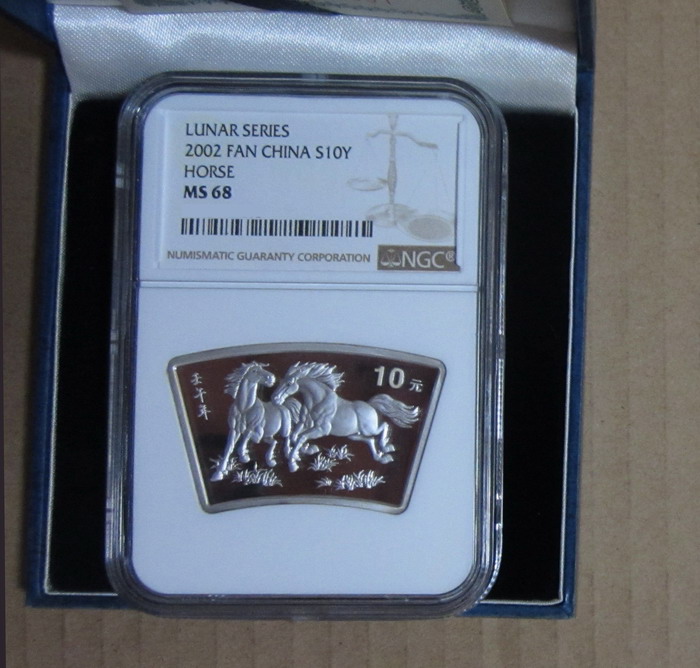 LUNAR SERIES
2002 FAN CHINA S10Y
HORSE
MS 68
NUMISMATIC GUARANTY CORPORATION
NGC®
10元
壬午年